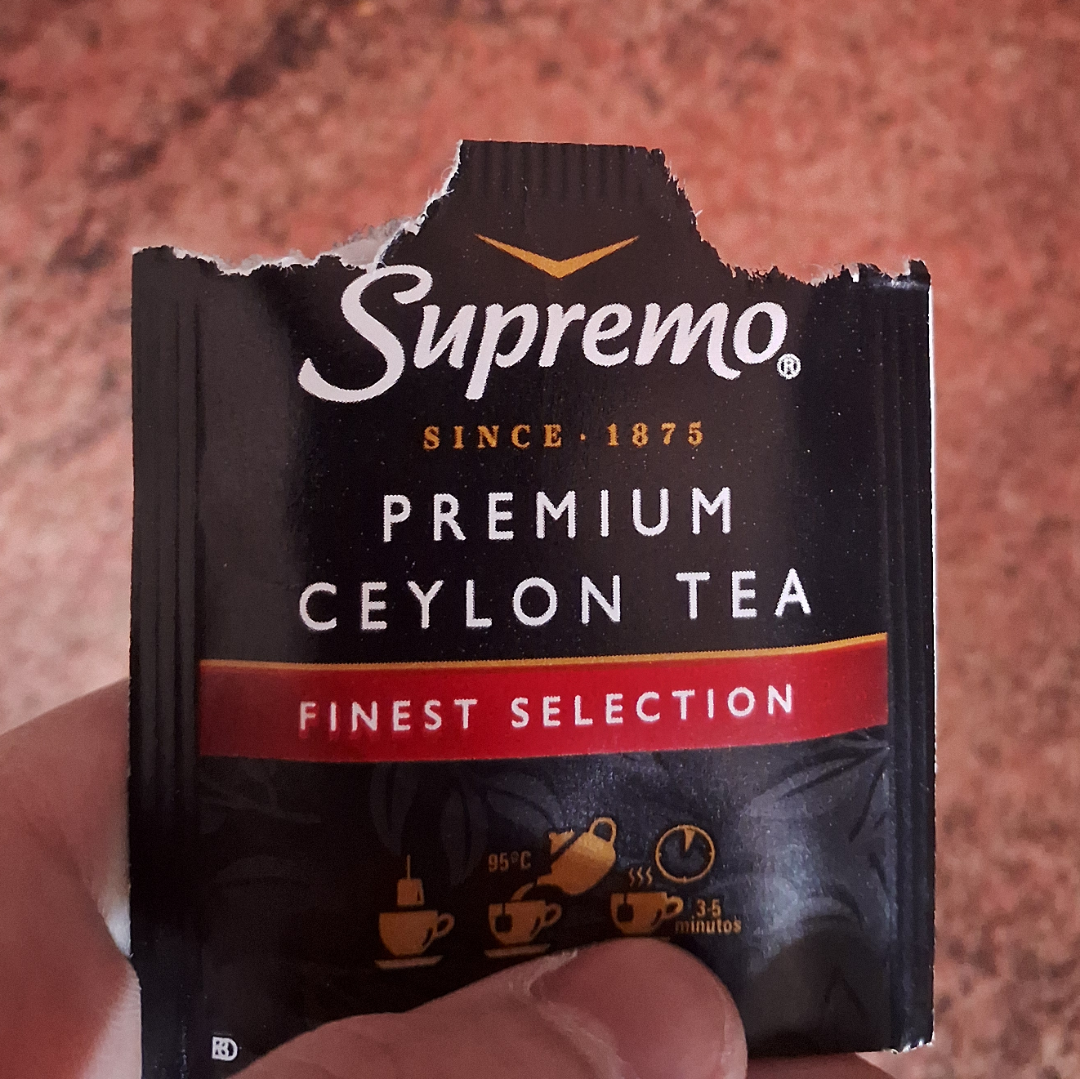 Supremo®
SINCE · 1875
PREMIUM
CEYLON TEA
FINEST SELECTION
95°C
3-5
minutos